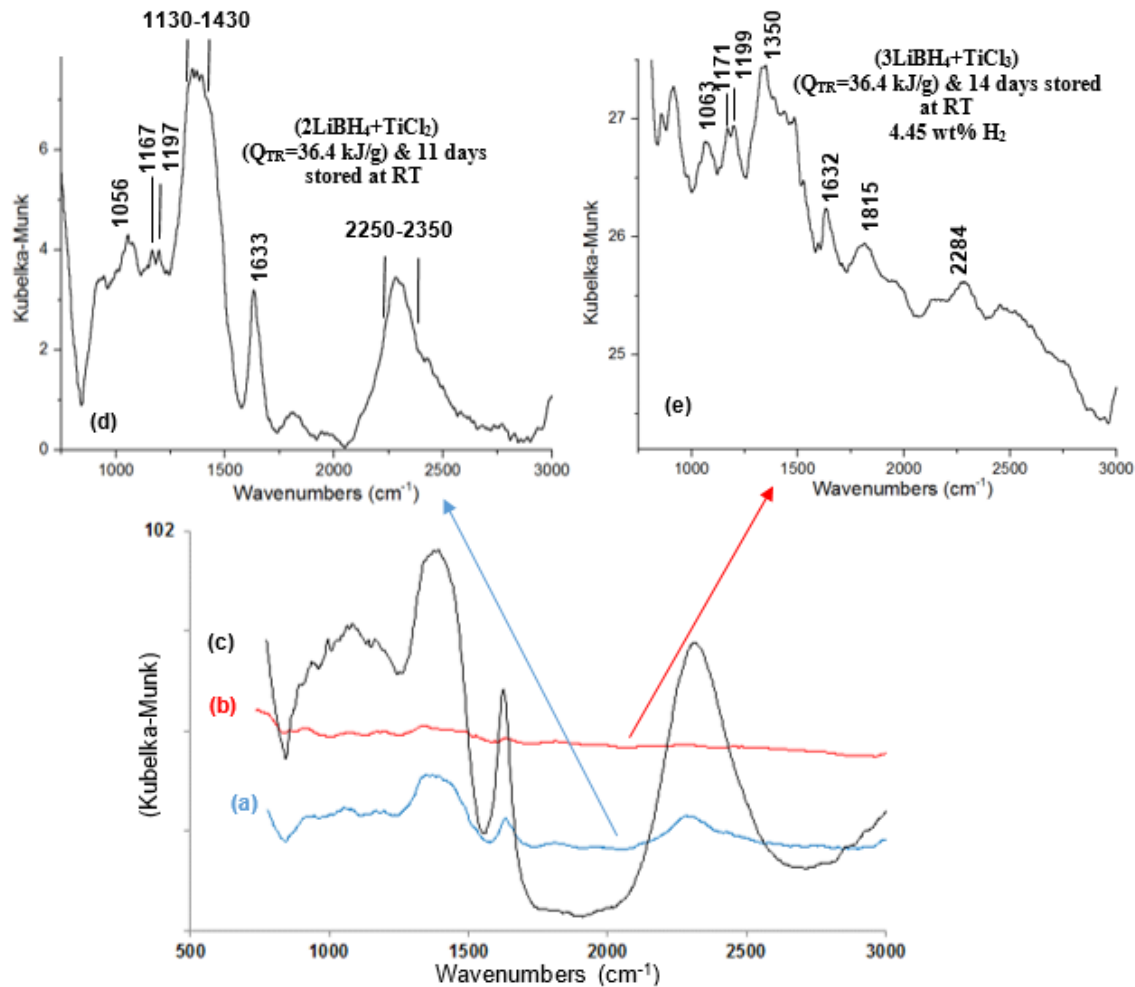 1130-1430
1056
1167
1197
1633
2250-2350
(2LiBH₄+TiCl₂)
(Q_TR=36.4 kJ/g) & 11 days
stored at RT
Kubelka-Munk
6
4
2
0
(d)
1000 1500 2000 2500 3000
Wavenumbers (cm⁻¹)
1063
1171
1199
1350
1632
1815
2284
(3LiBH₄+TiCl₃)
(Q_TR=36.4 kJ/g) & 14 days stored
at RT
4.45 wt% H₂
Kubelka-Munk
27
26
25
(e)
1000 1500 2000 2500 3000
Wavenumbers (cm⁻¹)
102
(Kubelka-Munk)
(c)
(b)
(a)
500 1000 1500 2000 2500 3000
Wavenumbers (cm⁻¹)